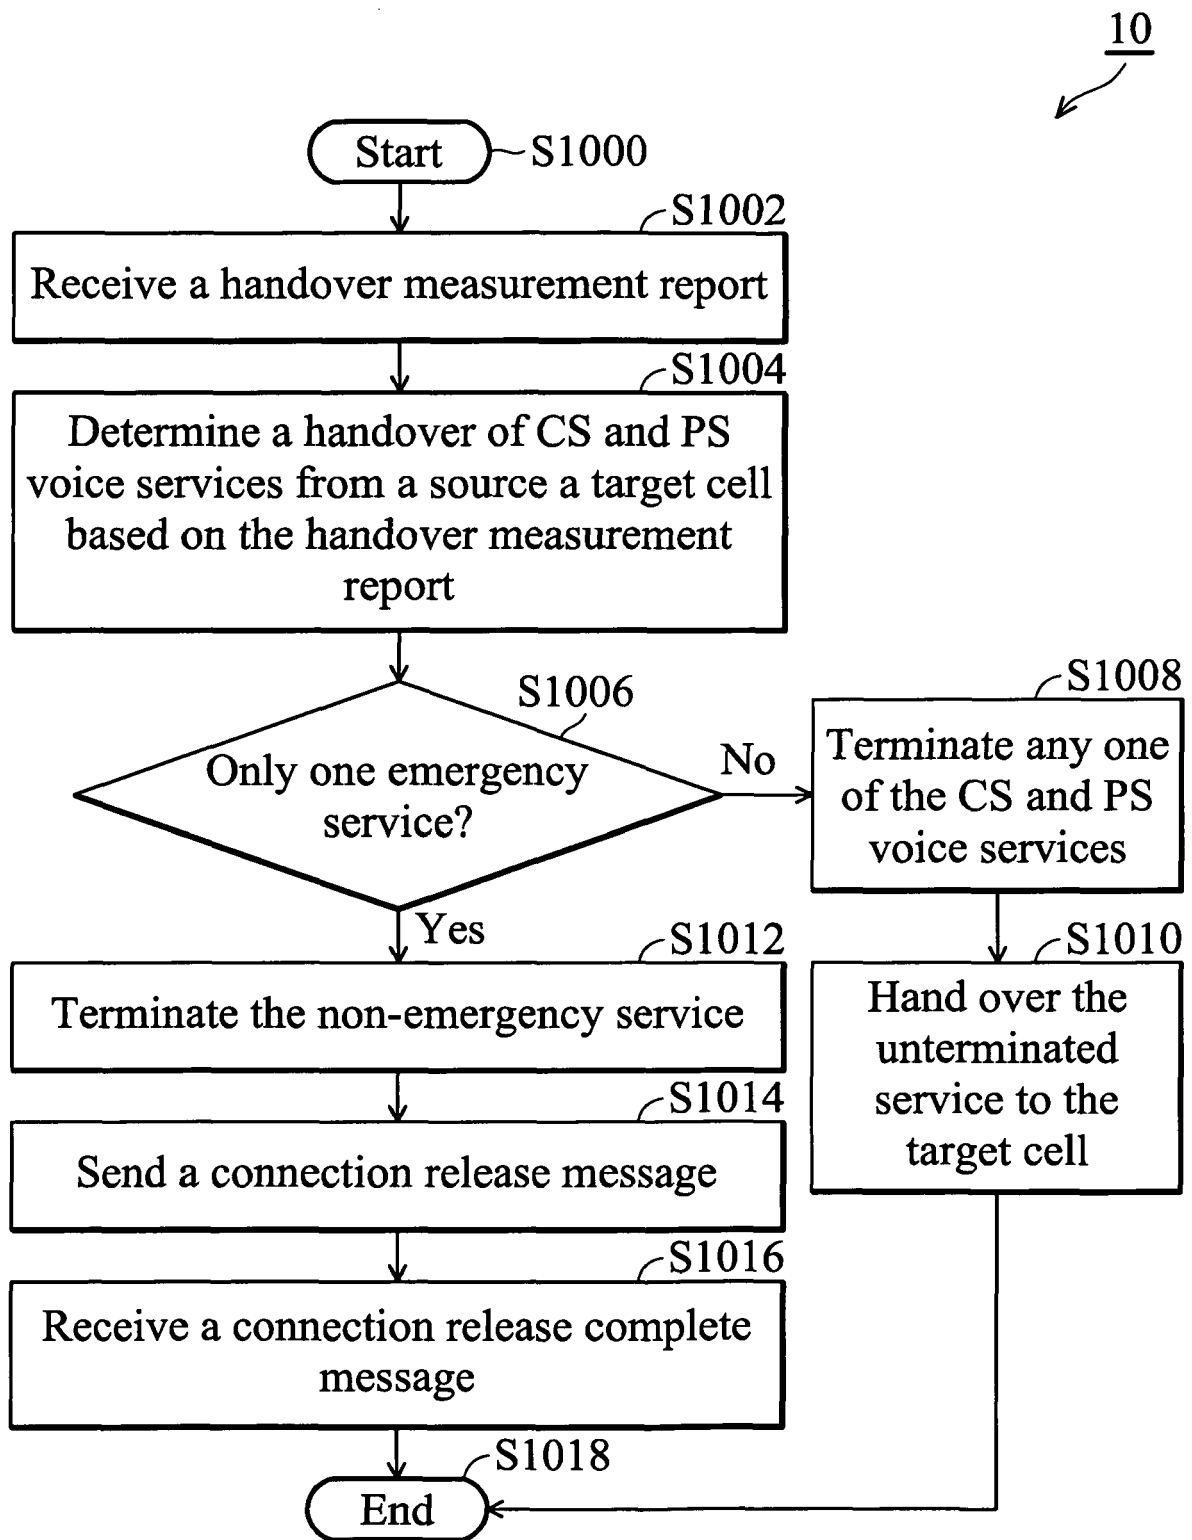 10
Start
S1000
S1002
Receive a handover measurement report
S1004
Determine a handover of CS and PS
voice services from a source a target cell
based on the handover measurement
report
S1006
Only one emergency
service?
No
Yes
S1008
Terminate any one
of the CS and PS
voice services
S1010
Hand over the
unterminated
service to the
target cell
S1012
Terminate the non-emergency service
S1014
Send a connection release message
S1016
Receive a connection release complete
message
S1018
End